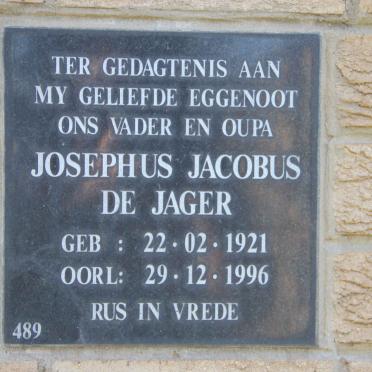 TER GEDAGTENIS AAN
MY GELIEFDE EGGENOOT
ONS VADER EN OUPA
JOSEPHUS JACOBUS
DE JAGER
GEB : 22 · 02 · 1921
OORL: 29 · 12 · 1996
RUS IN VREDE
489